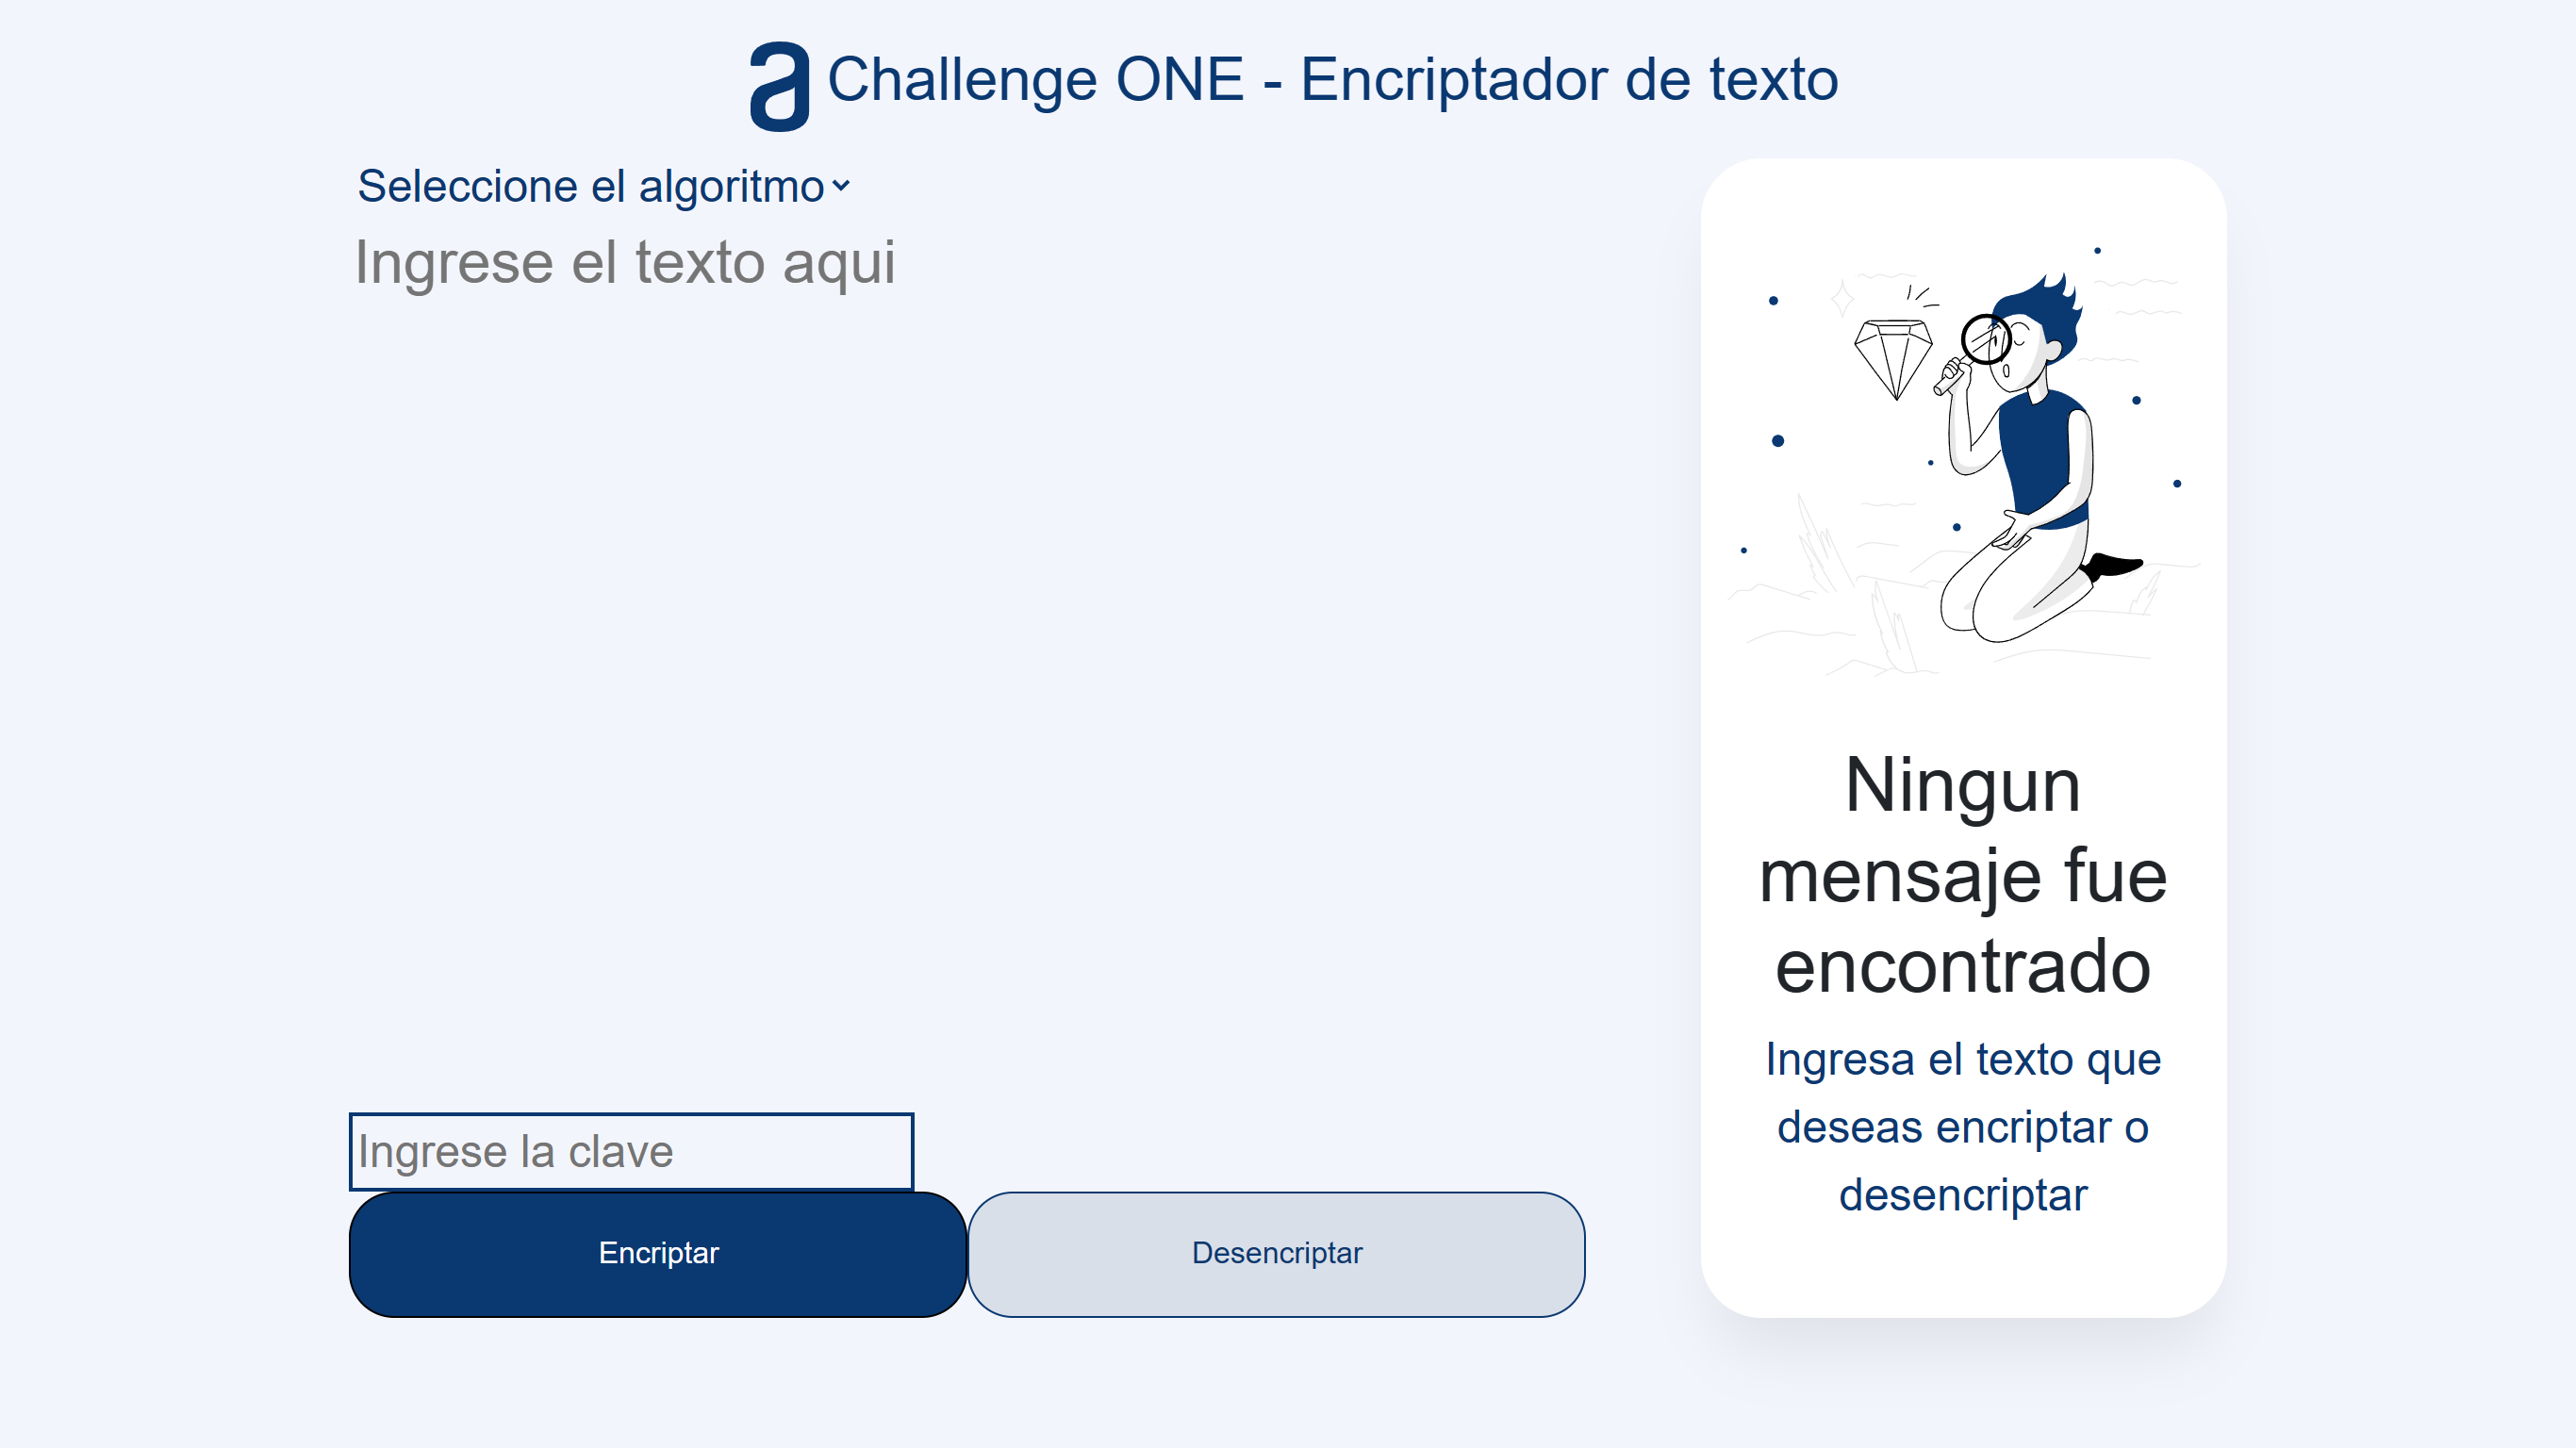 a Challenge ONE - Encriptador de texto
Seleccione el algoritmo
Ingrese el texto aqui
Ingrese la clave
Encriptar
Desencriptar
Ningun
mensaje fue
encontrado
Ingresa el texto que
deseas encriptar o
desencriptar